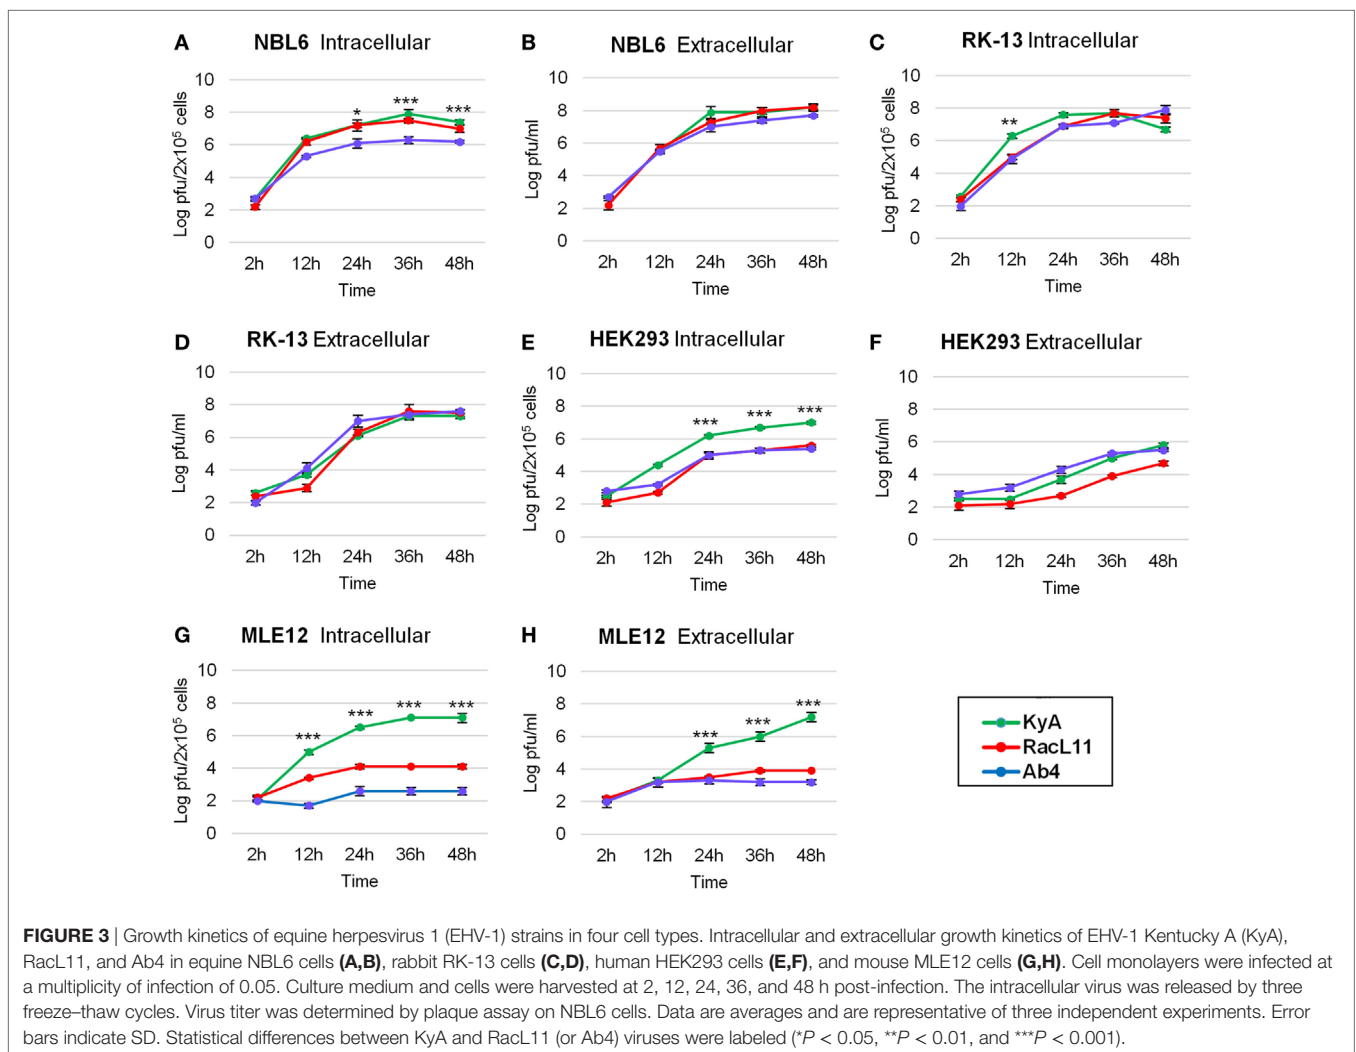 A NBL6 Intracellular
Log pfu/2x10⁵ cells
10
8
6
4
2
0
* *** ***
2h 12h 24h 36h 48h
Time
B NBL6 Extracellular
Log pfu/ml
10
8
6
4
2
0
2h 12h 24h 36h 48h
Time
C RK-13 Intracellular
Log pfu/2x10⁵ cells
10
8
6
4
2
0
**
2h 12h 24h 36h 48h
Time
D RK-13 Extracellular
Log pfu/ml
10
8
6
4
2
0
2h 12h 24h 36h 48h
Time
E HEK293 Intracellular
Log pfu/2x10⁵ cells
10
8
6
4
2
0
*** *** ***
2h 12h 24h 36h 48h
Time
F HEK293 Extracellular
Log pfu/ml
10
8
6
4
2
0
2h 12h 24h 36h 48h
Time
G MLE12 Intracellular
Log pfu/2x10⁵ cells
10
8
6
4
2
0
*** *** *** ***
2h 12h 24h 36h 48h
Time
H MLE12 Extracellular
Log pfu/ml
10
8
6
4
2
0
*** *** ***
2h 12h 24h 36h 48h
Time
KyA
RacL11
Ab4
FIGURE 3 | Growth kinetics of equine herpesvirus 1 (EHV-1) strains in four cell types. Intracellular and extracellular growth kinetics of EHV-1 Kentucky A (KyA),
RacL11, and Ab4 in equine NBL6 cells (A,B), rabbit RK-13 cells (C,D), human HEK293 cells (E,F), and mouse MLE12 cells (G,H). Cell monolayers were infected at
a multiplicity of infection of 0.05. Culture medium and cells were harvested at 2, 12, 24, 36, and 48 h post-infection. The intracellular virus was released by three
freeze–thaw cycles. Virus titer was determined by plaque assay on NBL6 cells. Data are averages and are representative of three independent experiments. Error
bars indicate SD. Statistical differences between KyA and RacL11 (or Ab4) viruses were labeled (*P < 0.05, **P < 0.01, and ***P < 0.001).